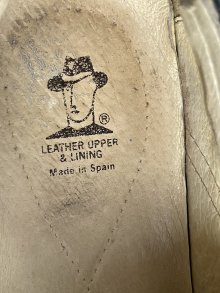 ®
LEATHER UPPER
& LINING
Made in Spain